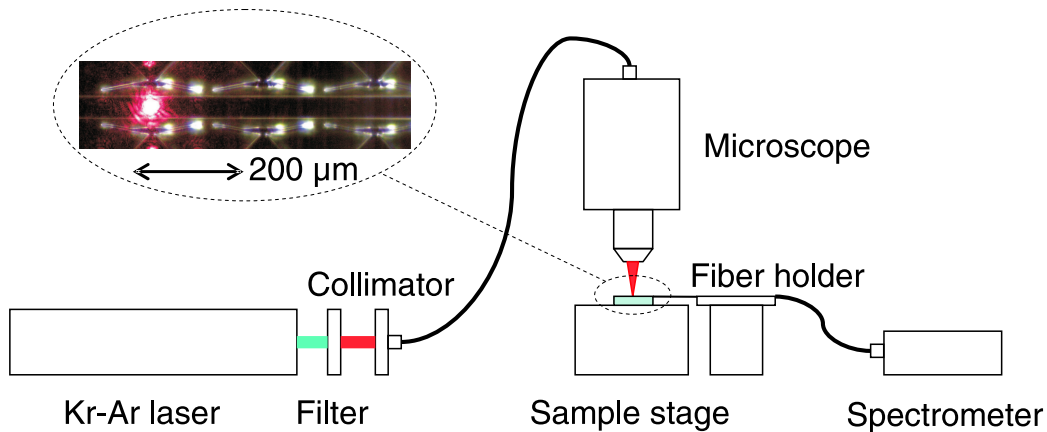 200 µm
Microscope
Collimator
Fiber holder
Kr-Ar laser
Filter
Sample stage
Spectrometer